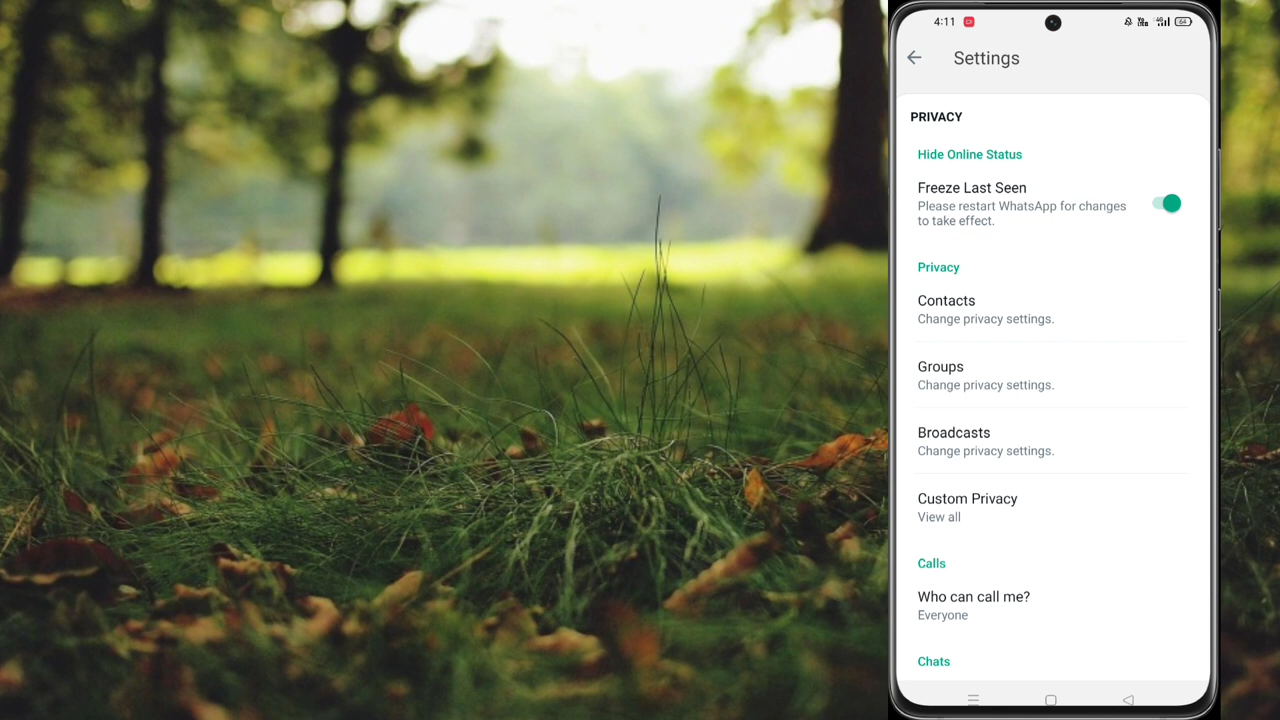 4:11
Settings
PRIVACY
Hide Online Status
Freeze Last Seen
Please restart WhatsApp for changes
to take effect.
Privacy
Contacts
Change privacy settings.
Groups
Change privacy settings.
Broadcasts
Change privacy settings.
Custom Privacy
View all
Calls
Who can call me?
Everyone
Chats